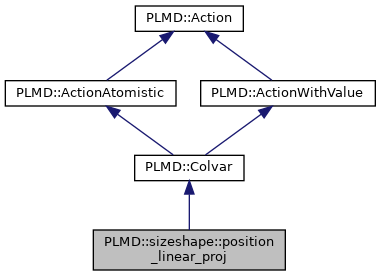 PLMD::Action
PLMD::ActionAtomistic
PLMD::ActionWithValue
PLMD::Colvar
PLMD::sizeshape::position
_linear_proj